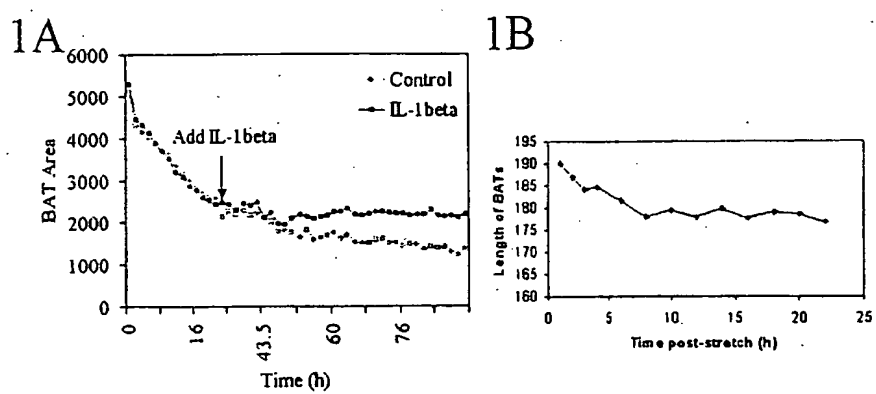 1A
6000
5000
4000
3000
2000
1000
0
BAT Area
Control
IL-1beta
Add IL-1beta
0
16
43.5
60
76
Time (h)
1B
195
190
185
180
175
170
165
160
Length of BATs
0
5
10
15
20
25
Time post-stretch (h)